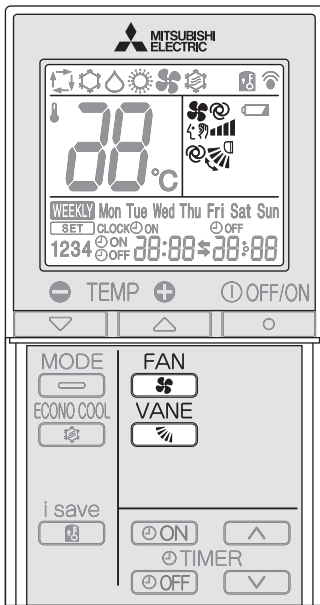 MITSUBISHI
ELECTRIC
88°C
WEEKLY Mon Tue Wed Thu Fri Sat Sun
SET CLOCK ON OFF
1234 ON 88:88 88:88
OFF
TEMP OFF/ON
MODE FAN
ECONO COOL VANE
i save
ON
TIMER
OFF